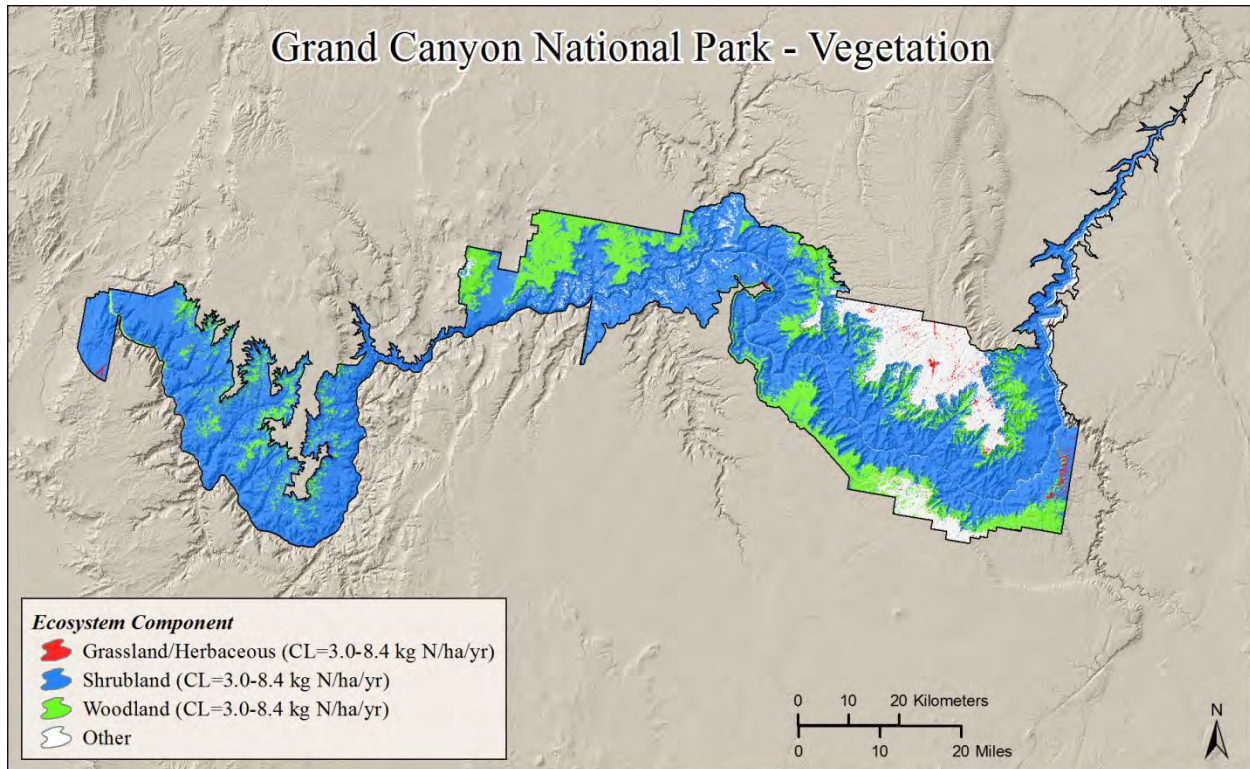 Grand Canyon National Park - Vegetation
Ecosystem Component
Grassland/Herbaceous (CL=3.0-8.4 kg N/ha/yr)
Shrubland (CL=3.0-8.4 kg N/ha/yr)
Woodland (CL=3.0-8.4 kg N/ha/yr)
Other
0 10 20 Kilometers
0 10 20 Miles
N